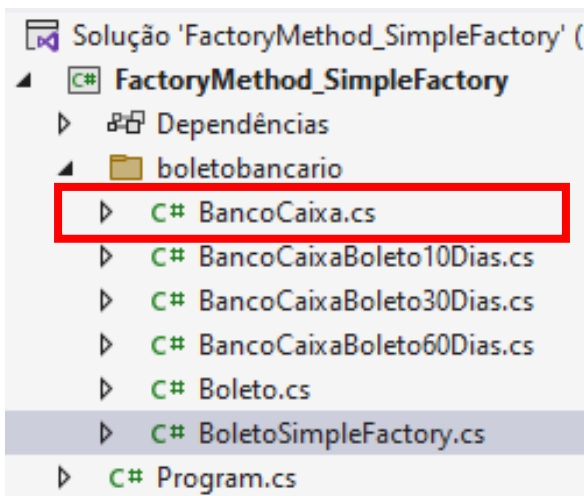 Solução 'FactoryMethod_SimpleFactory' (
C# FactoryMethod_SimpleFactory
Dependências
boletobancario
C# BancoCaixa.cs
C# BancoCaixaBoleto10Dias.cs
C# BancoCaixaBoleto30Dias.cs
C# BancoCaixaBoleto60Dias.cs
C# Boleto.cs
C# BoletoSimpleFactory.cs
C# Program.cs